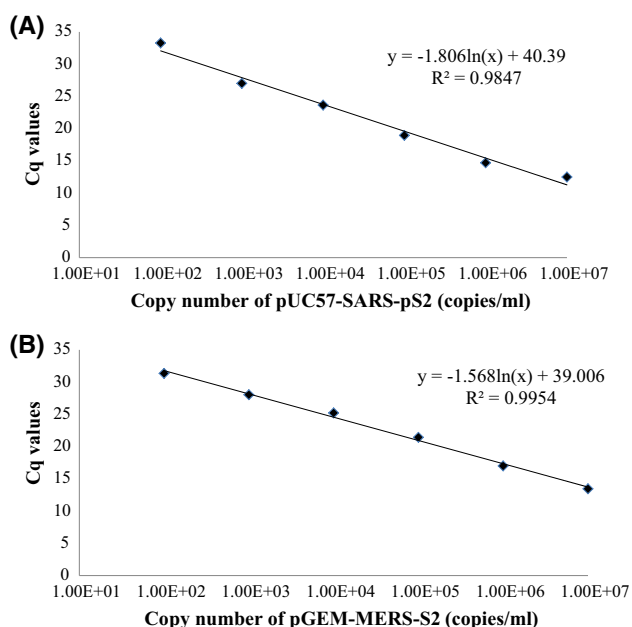 (A)
35
30
25
20
15
10
5
0
Cq values
y = -1.806ln(x) + 40.39
R² = 0.9847
1.00E+01 1.00E+02 1.00E+03 1.00E+04 1.00E+05 1.00E+06 1.00E+07
Copy number of pUC57-SARS-pS2 (copies/ml)
(B)
35
30
25
20
15
10
5
0
Cq values
y = -1.568ln(x) + 39.006
R² = 0.9954
1.00E+01 1.00E+02 1.00E+03 1.00E+04 1.00E+05 1.00E+06 1.00E+07
Copy number of pGEM-MERS-S2 (copies/ml)